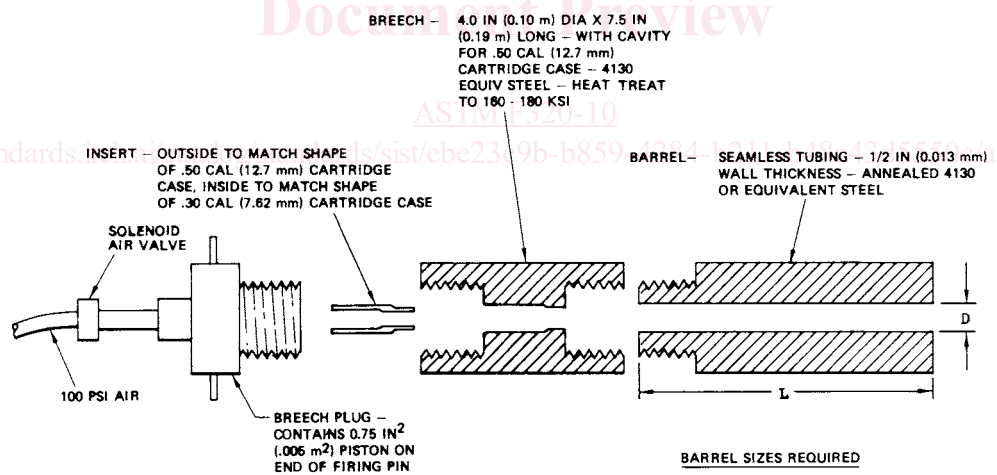 Document Preview
BREECH – 4.0 IN (0.10 m) DIA X 7.5 IN
(0.19 m) LONG – WITH CAVITY
FOR .50 CAL (12.7 mm)
CARTRIDGE CASE – 4130
EQUIV STEEL – HEAT TREAT
TO 160 - 180 KSI
ASTM F320-10
INSERT – OUTSIDE TO MATCH SHAPE
OF .50 CAL (12.7 mm) CARTRIDGE
CASE, INSIDE TO MATCH SHAPE
OF .30 CAL (7.62 mm) CARTRIDGE CASE
BARREL– SEAMLESS TUBING – 1/2 IN (0.013 mm)
WALL THICKNESS – ANNEALED 4130
OR EQUIVALENT STEEL
SOLENOID
AIR VALVE
D
L
100 PSI AIR
BREECH PLUG –
CONTAINS 0.75 IN²
(.005 m²) PISTON ON
END OF FIRING PIN
BARREL SIZES REQUIRED